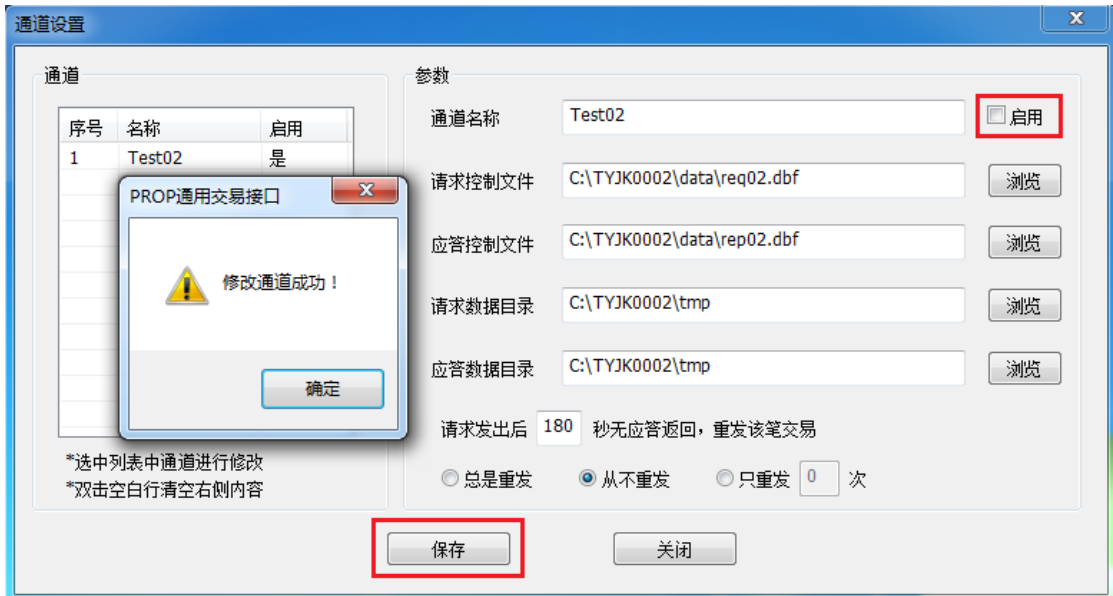 通道设置
通道
序号 名称 启用
1 Test02 是
PROP通用交易接口
修改通道成功！
确定
*选中列表中通道进行修改
*双击空白行清空右侧内容
参数
通道名称 Test02 启用
请求控制文件 C:\TYJK0002\data\req02.dbf 浏览
应答控制文件 C:\TYJK0002\data\rep02.dbf 浏览
请求数据目录 C:\TYJK0002\tmp 浏览
应答数据目录 C:\TYJK0002\tmp 浏览
请求发出后 180 秒无应答返回，重发该笔交易
总是重发 从不重发 只重发 0 次
保存 关闭